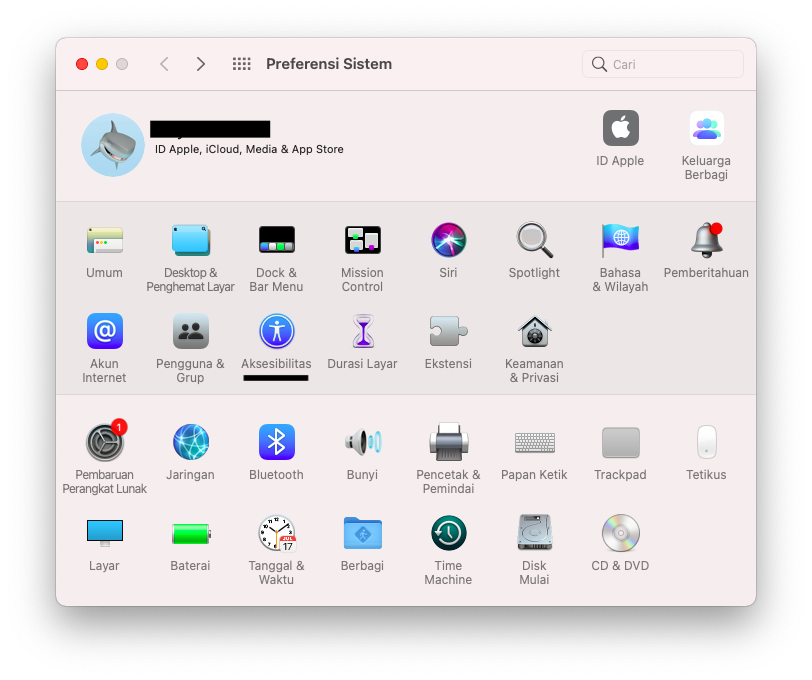 Preferensi Sistem
Cari
ID Apple, iCloud, Media & App Store
ID Apple
Keluarga
Berbagi
Umum
Desktop &
Penghemat Layar
Dock &
Bar Menu
Mission
Control
Siri
Spotlight
Bahasa
& Wilayah
Pemberitahuan
@
Akun
Internet
Pengguna &
Grup
Aksesibilitas
Durasi Layar
Ekstensi
Keamanan
& Privasi
1
Pembaruan
Perangkat Lunak
Jaringan
Bluetooth
Bunyi
Pencetak &
Pemindai
Papan Ketik
Trackpad
Tetikus
Layar
Baterai
JUL
17
Tanggal &
Waktu
Berbagi
Time
Machine
Disk
Mulai
CD & DVD